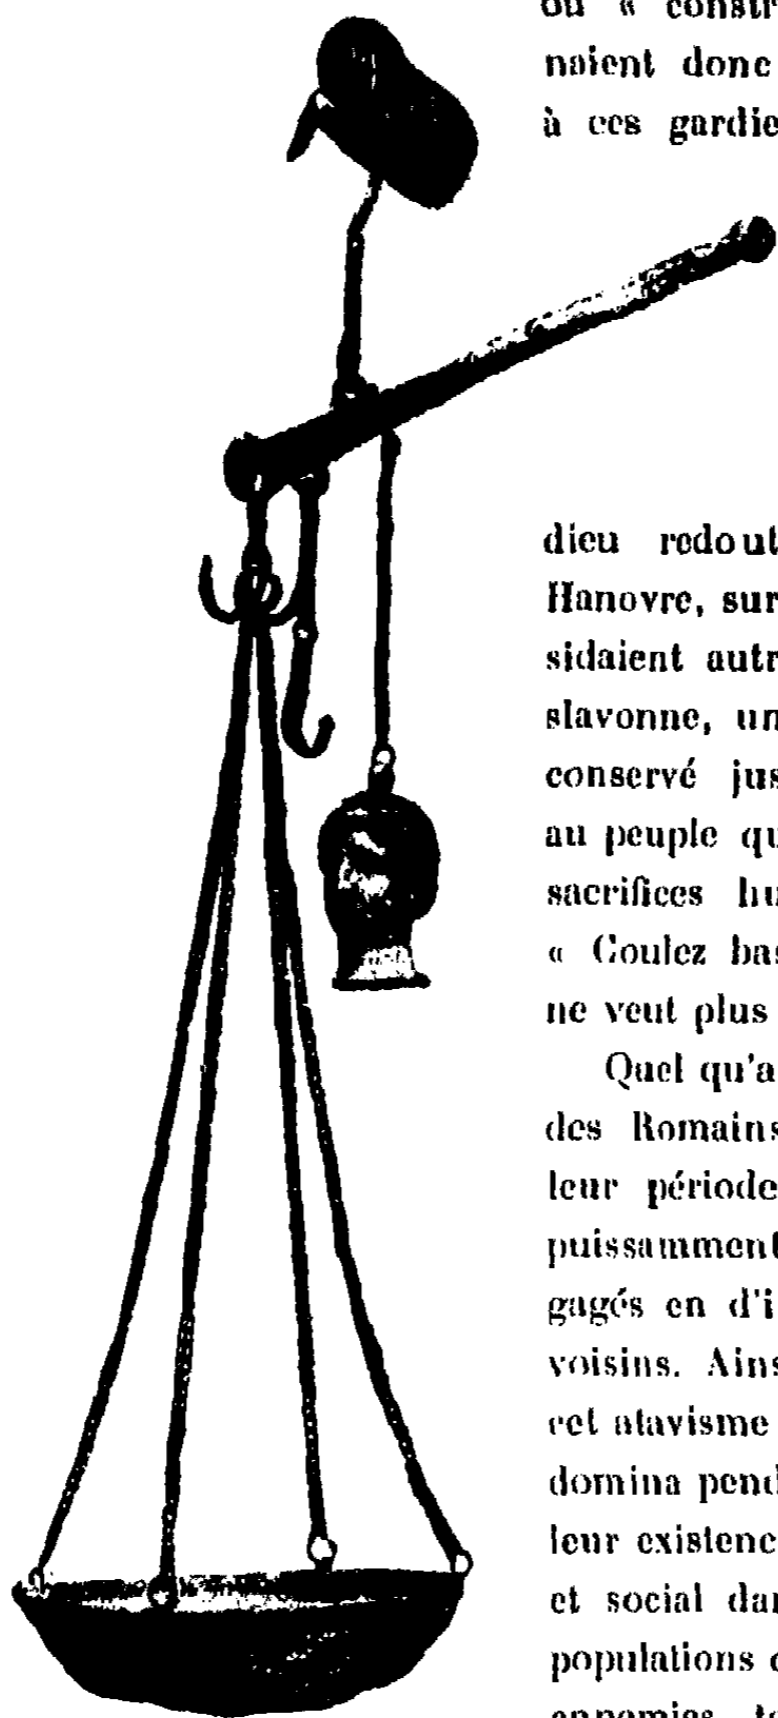 ou « constr
naient donc
à ces gardie
dieu redout
Hanovre, sur
sidaient autr
slavonne, un
conservé jus
au peuple qu
sacrifices hu
« Coulez bas
ne veut plus
Quel qu'a
des Romains
leur période
puissamment
gagés en d'i
voisins. Ains
cet atavisme
domina pend
leur existenc
et social dan
populations d
ennemies, to